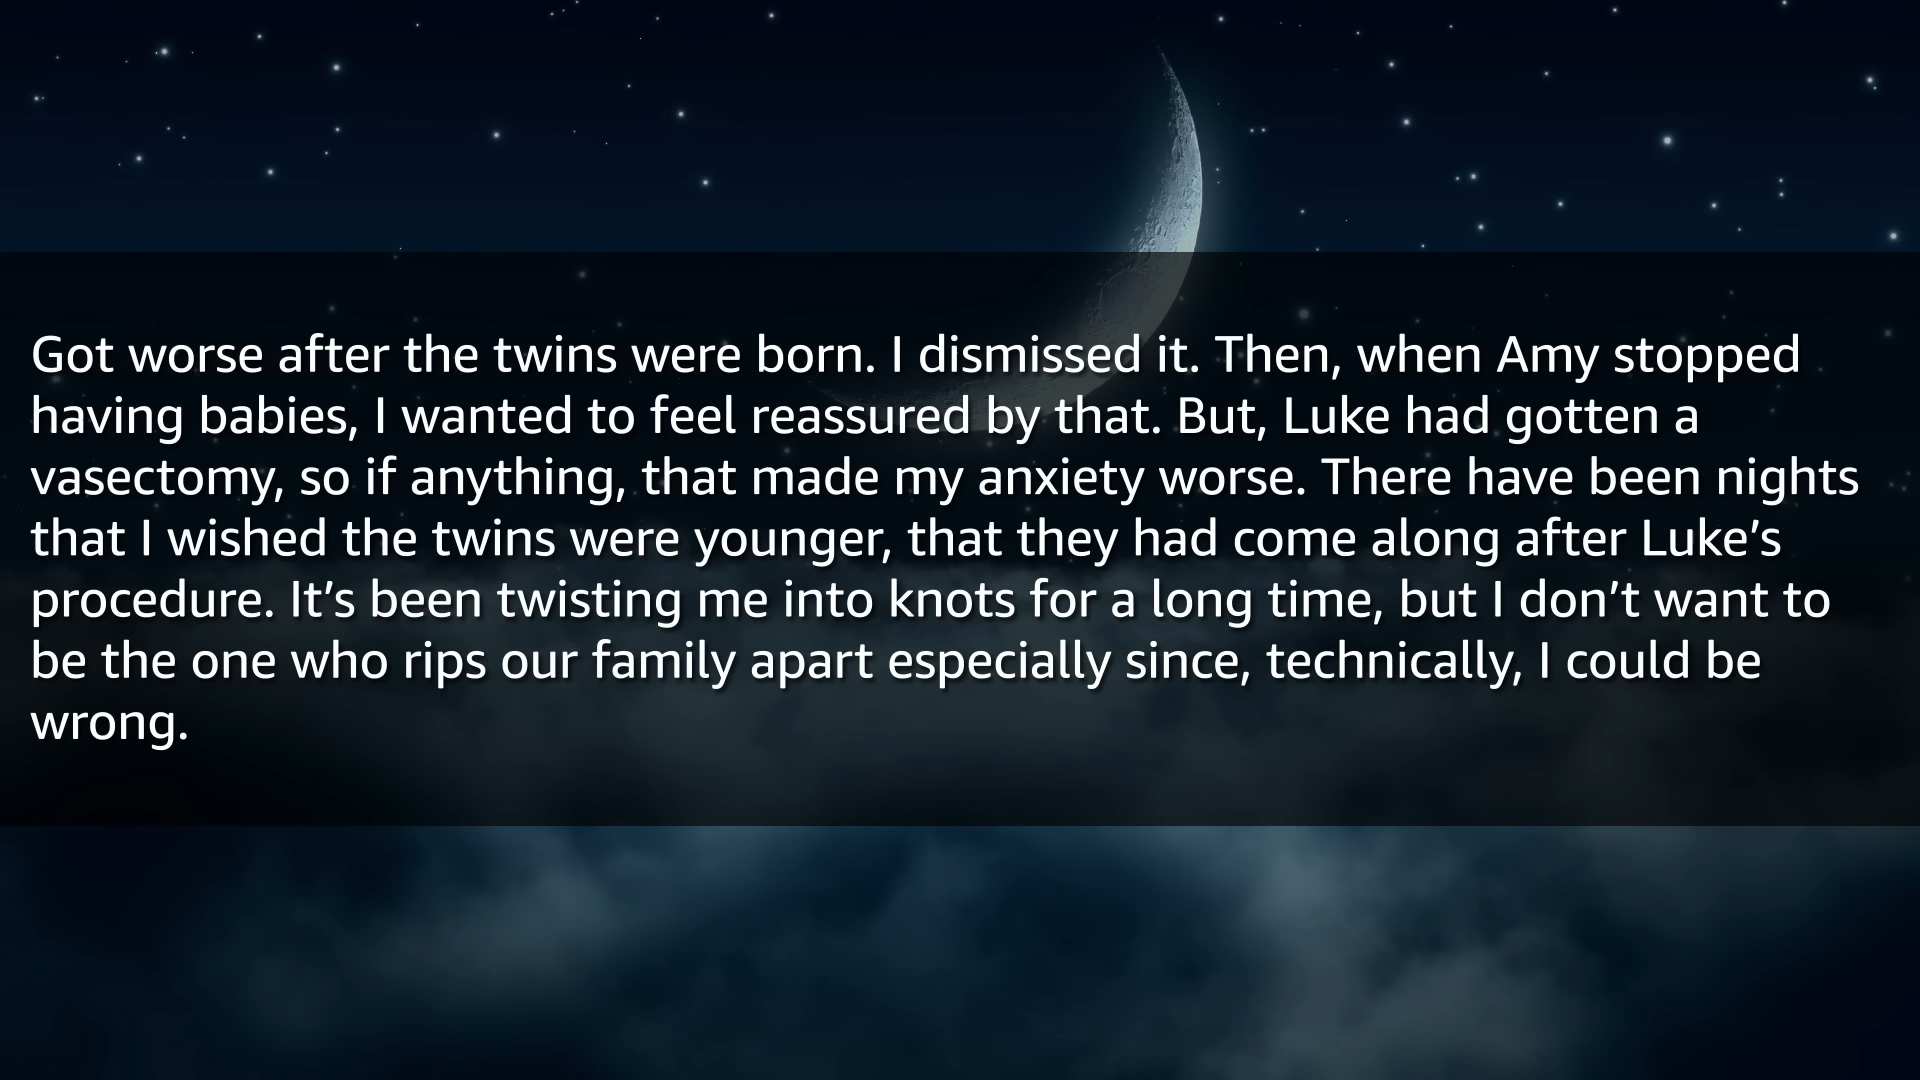 Got worse after the twins were born. I dismissed it. Then, when Amy stopped
having babies, I wanted to feel reassured by that. But, Luke had gotten a
vasectomy, so if anything, that made my anxiety worse. There have been nights
that I wished the twins were younger, that they had come along after Luke’s
procedure. It’s been twisting me into knots for a long time, but I don’t want to
be the one who rips our family apart especially since, technically, I could be
wrong.